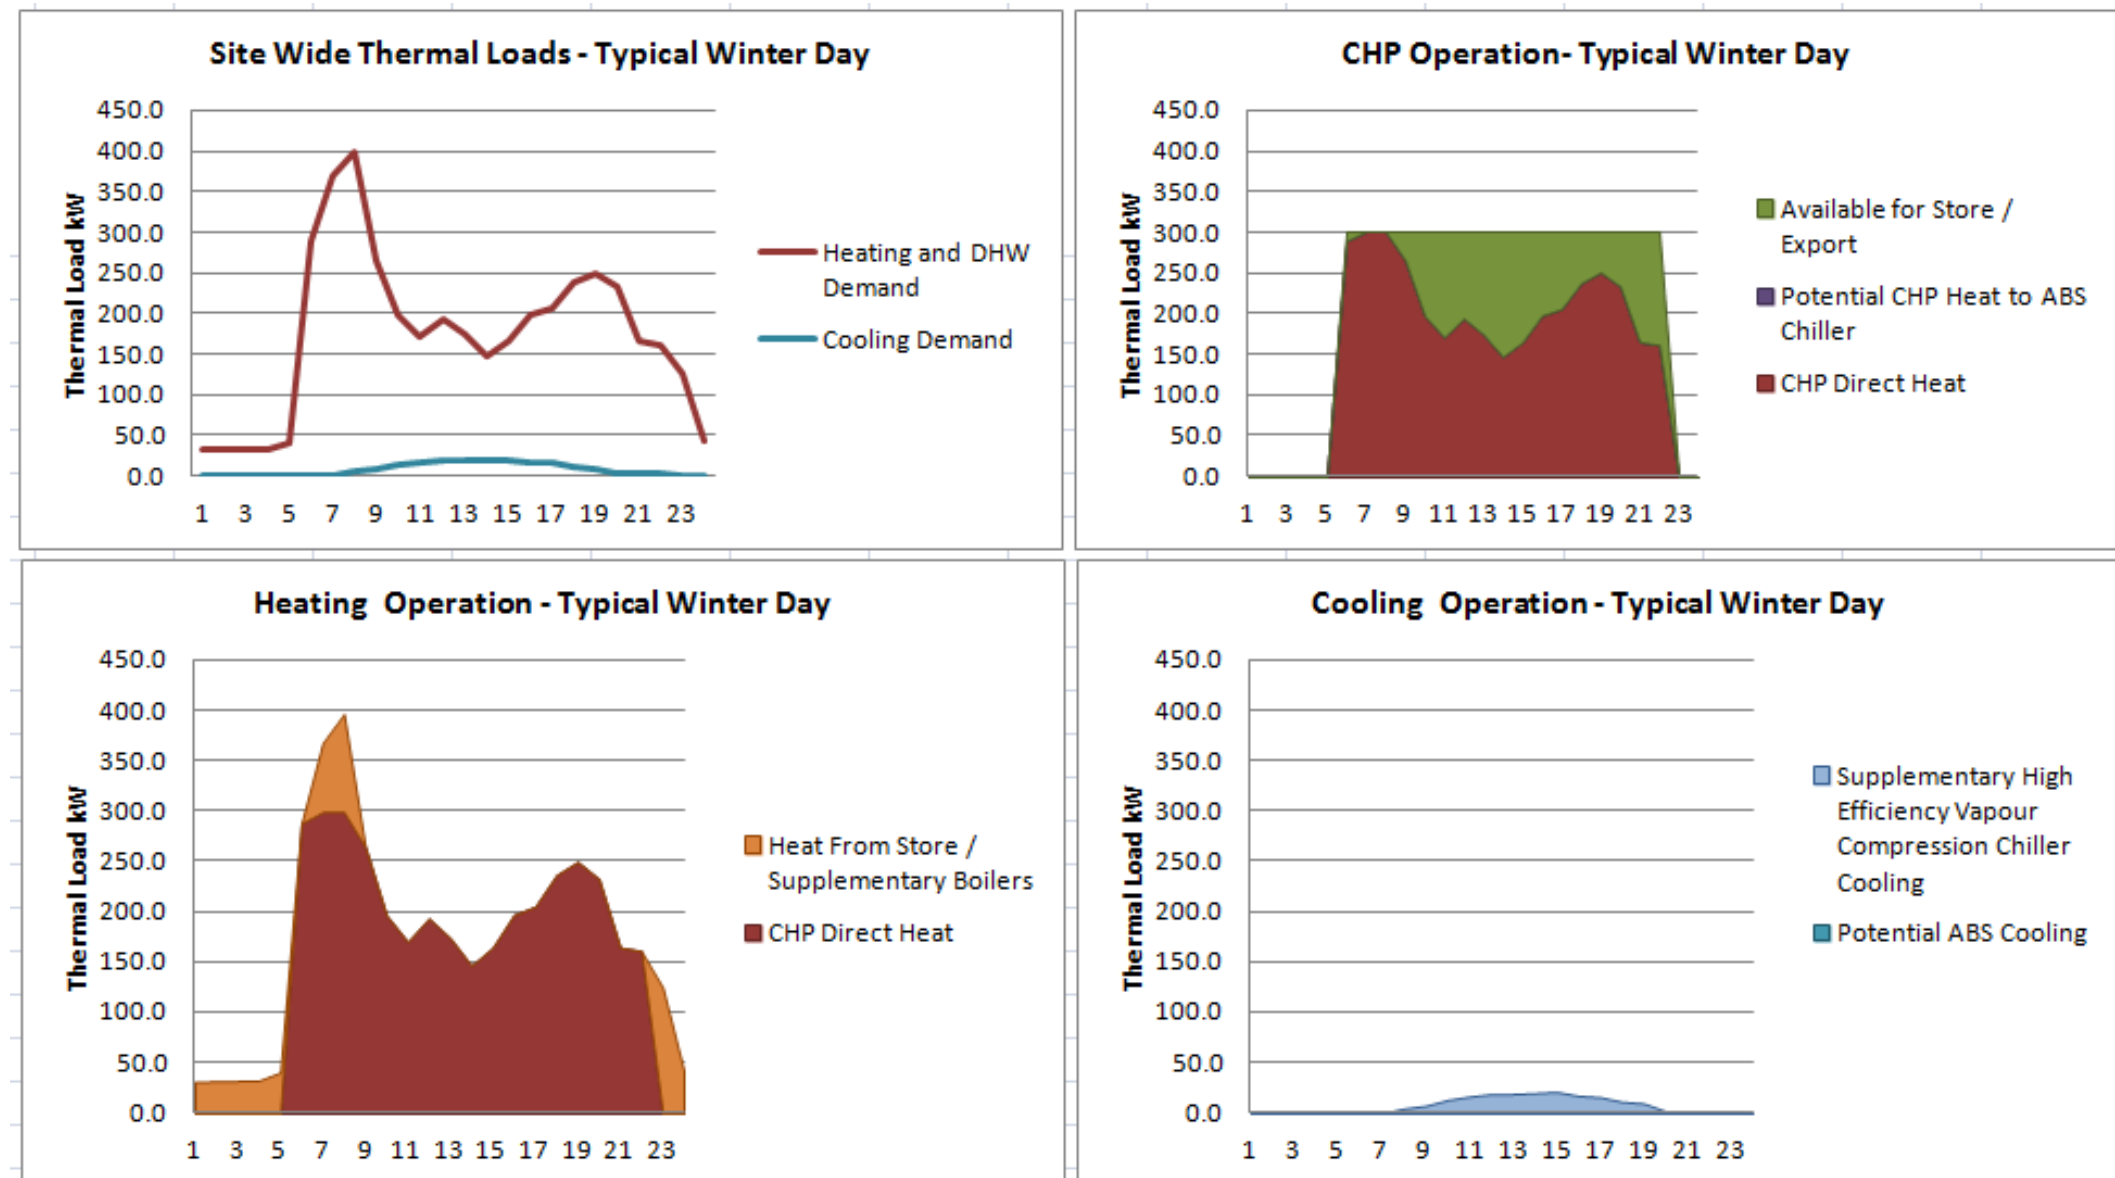 Site Wide Thermal Loads - Typical Winter Day
Thermal Load kW
450.0
400.0
350.0
300.0
250.0
200.0
150.0
100.0
50.0
0.0
1 3 5 7 9 11 13 15 17 19 21 23
Heating and DHW
Demand
Cooling Demand
CHP Operation- Typical Winter Day
Thermal Load kW
450.0
400.0
350.0
300.0
250.0
200.0
150.0
100.0
50.0
0.0
1 3 5 7 9 11 13 15 17 19 21 23
Available for Store /
Export
Potential CHP Heat to ABS
Chiller
CHP Direct Heat
Heating Operation - Typical Winter Day
Thermal Load kW
450.0
400.0
350.0
300.0
250.0
200.0
150.0
100.0
50.0
0.0
1 3 5 7 9 11 13 15 17 19 21 23
Heat From Store /
Supplementary Boilers
CHP Direct Heat
Cooling Operation - Typical Winter Day
Thermal Load kW
450.0
400.0
350.0
300.0
250.0
200.0
150.0
100.0
50.0
0.0
1 3 5 7 9 11 13 15 17 19 21 23
Supplementary High
Efficiency Vapour
Compression Chiller
Cooling
Potential ABS Cooling